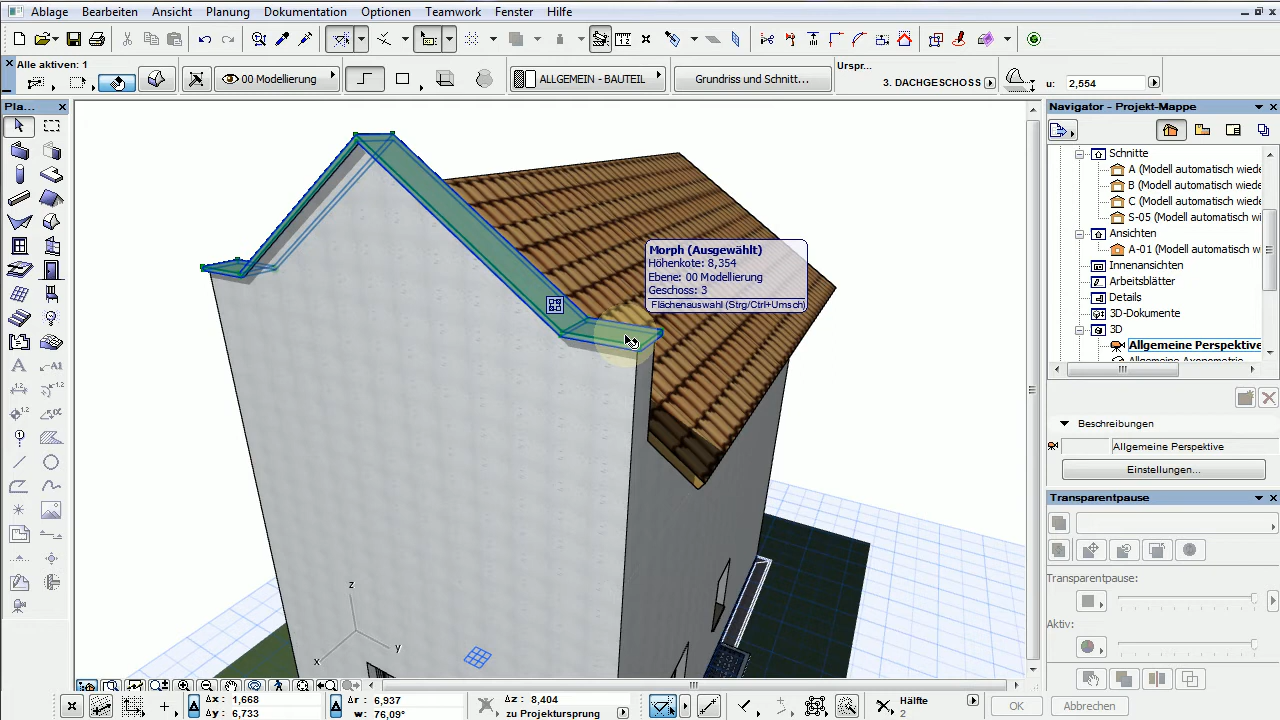 Ablage Bearbeiten Ansicht Planung Dokumentation Optionen Teamwork Fenster Hilfe
Alle aktiven: 1
00 Modellierung
ALLGEMEIN - BAUTEIL
Grundriss und Schnitt...
Urspr...
3. DACHGESCHOSS
u: 2,554
Pla...
Navigator - Projekt-Mappe
Schnitte
A (Modell automatisch wiede
B (Modell automatisch wiede
C (Modell automatisch wiede
S-05 (Modell automatisch wi
Ansichten
A-01 (Modell automatisch wi
Innenansichten
Arbeitsblätter
Details
3D-Dokumente
3D
Allgemeine Perspektive
Allgemeine Axonometrie
Morph (Ausgewählt)
Höhenkote: 8,354
Ebene: 00 Modellierung
Geschoss: 3
Flächenauswahl (Strg/Ctrl+Umsch)
Beschreibungen
Allgemeine Perspektive
Einstellungen...
Transparentpause
Transparentpause:
Aktiv:
z
y
x
Δx: 1,668
Δy: 6,733
Δr: 6,937
w: 76,09°
Δz: 8,404
zu Projektursprung
Hälfte
2
OK
Abbrechen